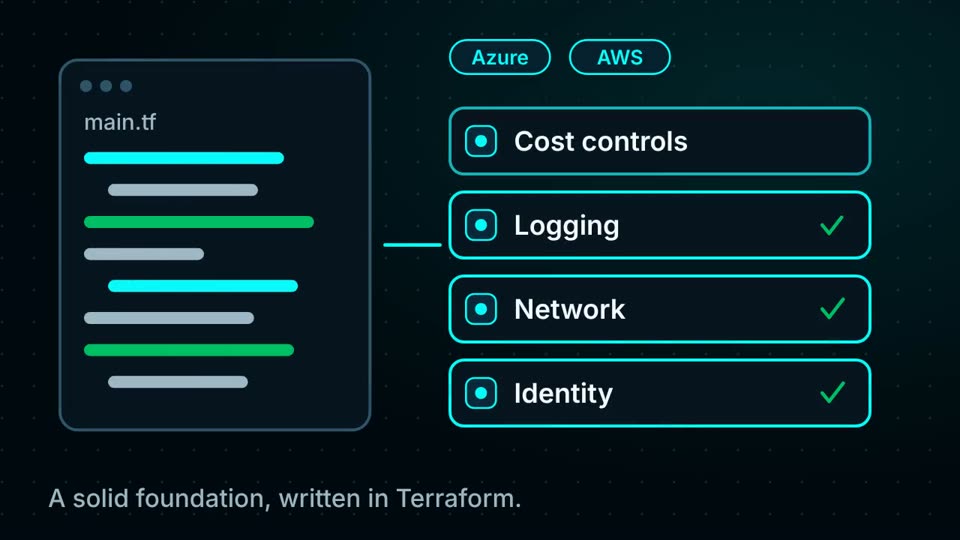 main.tf
Azure
AWS
Cost controls
Logging
Network
Identity
A solid foundation, written in Terraform.